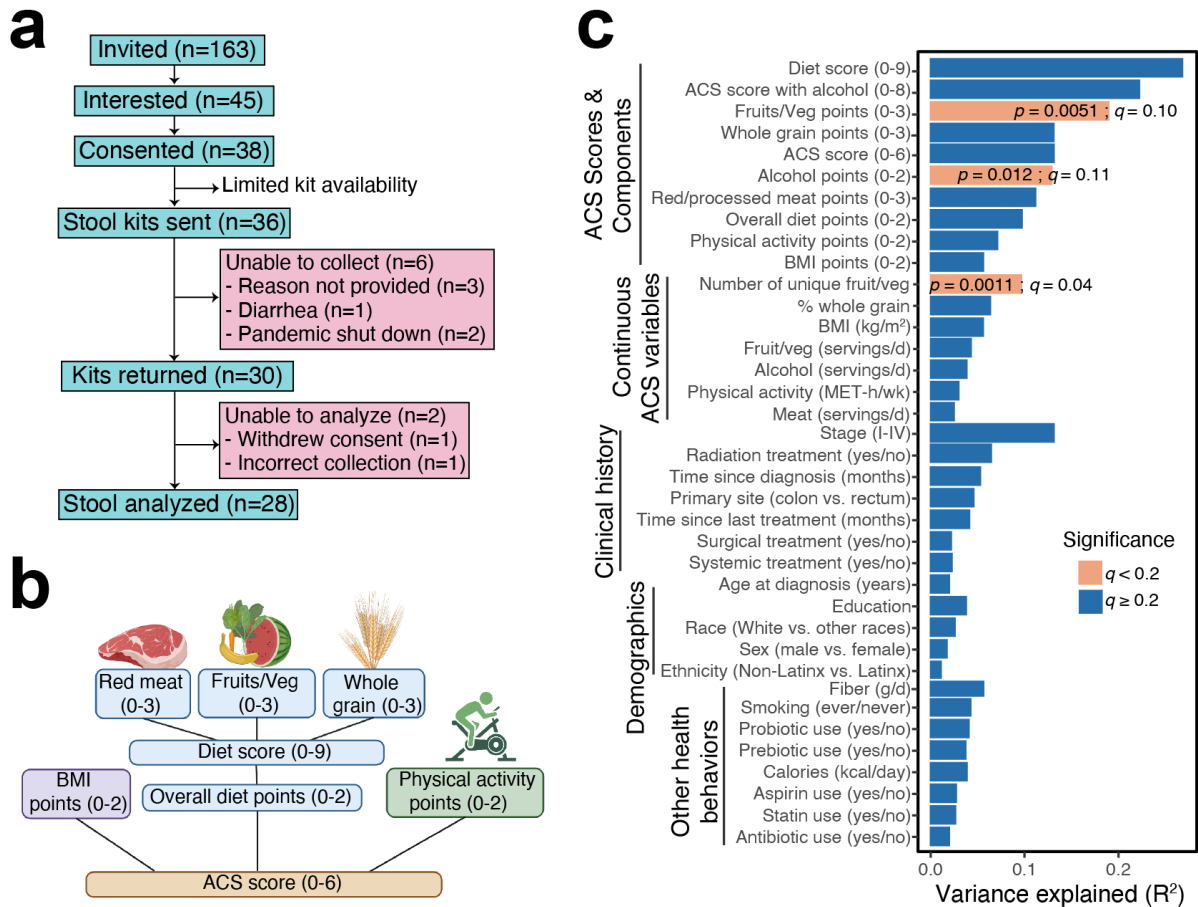 a
Invited (n=163)
Interested (n=45)
Consented (n=38)
Limited kit availability
Stool kits sent (n=36)
Unable to collect (n=6)
- Reason not provided (n=3)
- Diarrhea (n=1)
- Pandemic shut down (n=2)
Kits returned (n=30)
Unable to analyze (n=2)
- Withdrew consent (n=1)
- Incorrect collection (n=1)
Stool analyzed (n=28)
b
Red meat
(0-3)
Fruits/Veg
(0-3)
Whole
grain (0-3)
Diet score (0-9)
BMI
points (0-2)
Overall diet points (0-2)
Physical activity
points (0-2)
ACS score (0-6)
c
ACS Scores &
Components
Diet score (0-9)
ACS score with alcohol (0-8)
Fruits/Veg points (0-3)
p = 0.0051 ; q = 0.10
Whole grain points (0-3)
ACS score (0-6)
Alcohol points (0-2)
p = 0.012 ; q = 0.11
Red/processed meat points (0-3)
Overall diet points (0-2)
Physical activity points (0-2)
BMI points (0-2)
Continuous
ACS variables
Number of unique fruit/veg
p = 0.0011 ; q = 0.04
% whole grain
BMI (kg/m²)
Fruit/veg (servings/d)
Alcohol (servings/d)
Physical activity (MET-h/wk)
Meat (servings/d)
Clinical history
Stage (I-IV)
Radiation treatment (yes/no)
Time since diagnosis (months)
Primary site (colon vs. rectum)
Time since last treatment (months)
Surgical treatment (yes/no)
Systemic treatment (yes/no)
Age at diagnosis (years)
Demographics
Education
Race (White vs. other races)
Sex (male vs. female)
Ethnicity (Non-Latinx vs. Latinx)
Other health
behaviors
Fiber (g/d)
Smoking (ever/never)
Probiotic use (yes/no)
Prebiotic use (yes/no)
Calories (kcal/day)
Aspirin use (yes/no)
Statin use (yes/no)
Antibiotic use (yes/no)
Significance
q < 0.2
q ≥ 0.2
0.0 0.1 0.2
Variance explained (R²)